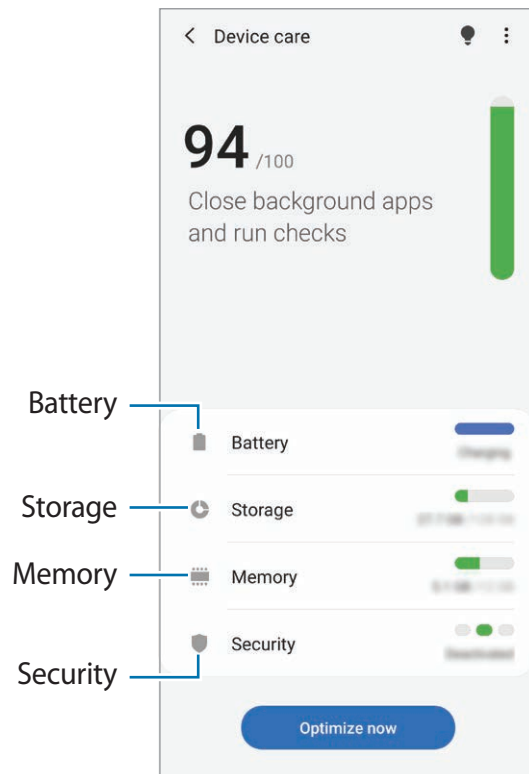 Device care
94 /100
Close background apps
and run checks
Battery
Battery
Storage
Storage
Memory
Memory
Security
Security
Optimize now